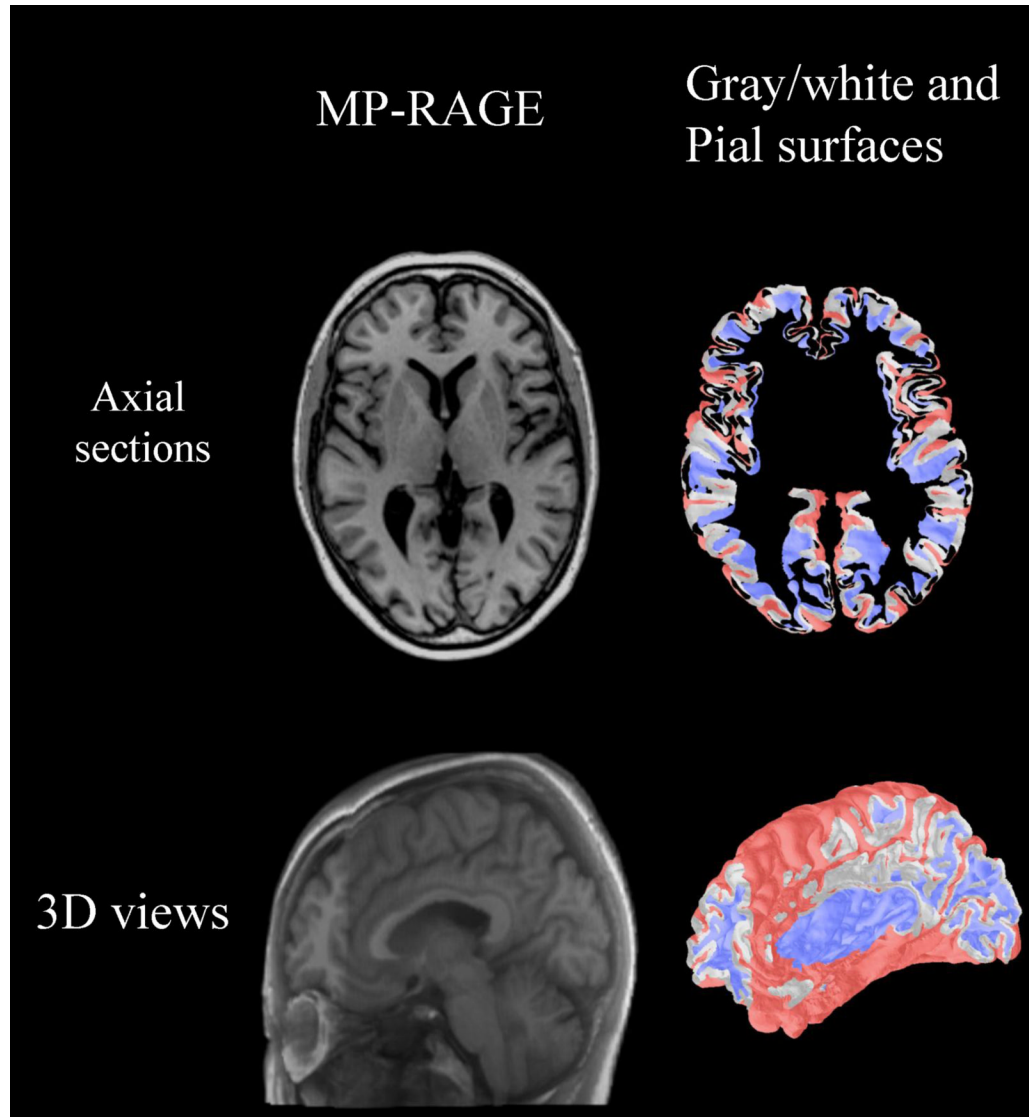 MP-RAGE
Gray/white and
Pial surfaces
Axial
sections
3D views